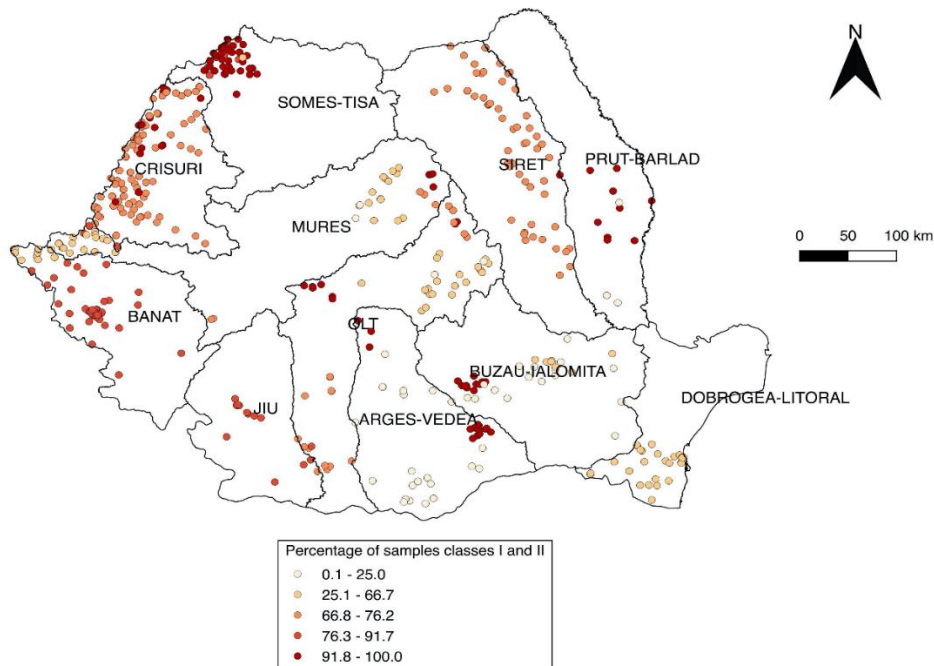 N
SOMES-TISA
SIRET
PRUT-BARLAD
CRISURI
MURES
0 50 100 km
BANAT
OLT
BUZAU-IALOMITA
DOBROGEA-LITORAL
JIU
ARGES-VEDEA
Percentage of samples classes I and II
0.1 - 25.0
25.1 - 66.7
66.8 - 76.2
76.3 - 91.7
91.8 - 100.0